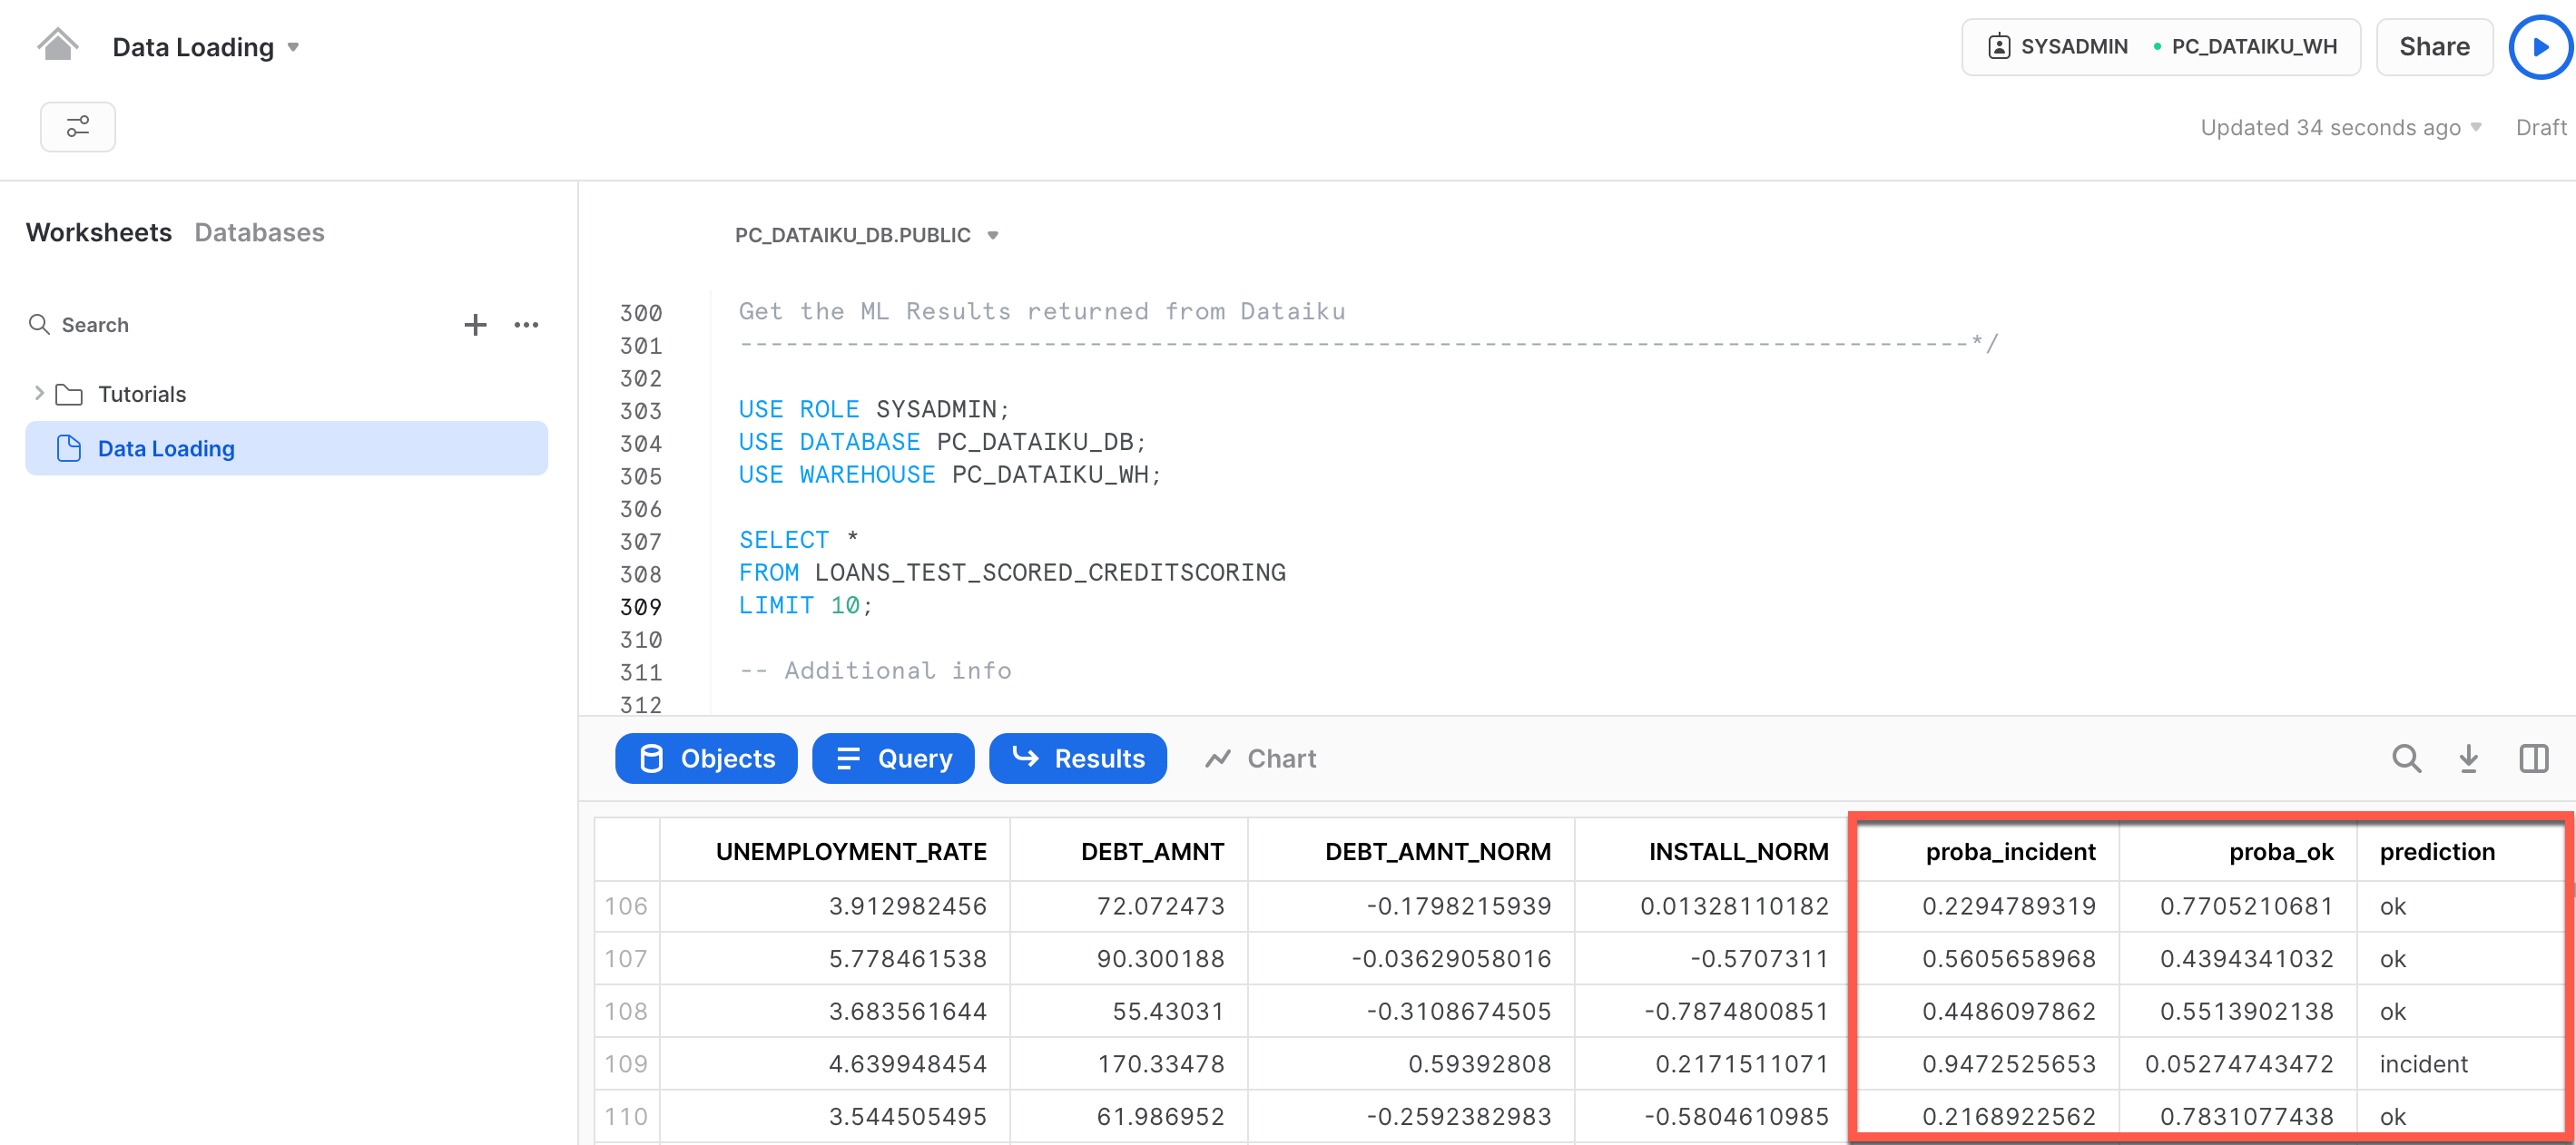 Data Loading
SYSADMIN PC_DATAIKU_WH
Share
Updated 34 seconds ago
Draft
Worksheets Databases
Search
Tutorials
Data Loading
PC_DATAIKU_DB.PUBLIC
300 Get the ML Results returned from Dataiku
301 ---------------------------------------------------------------------------------*/
302
303 USE ROLE SYSADMIN;
304 USE DATABASE PC_DATAIKU_DB;
305 USE WAREHOUSE PC_DATAIKU_WH;
306
307 SELECT *
308 FROM LOANS_TEST_SCORED_CREDITSCORING
309 LIMIT 10;
310
311 -- Additional info
312
Objects Query Results Chart
UNEMPLOYMENT_RATE DEBT_AMNT DEBT_AMNT_NORM INSTALL_NORM proba_incident proba_ok prediction
106 3.912982456 72.072473 -0.1798215939 0.01328110182 0.2294789319 0.7705210681 ok
107 5.778461538 90.300188 -0.03629058016 -0.5707311 0.5605658968 0.4394341032 ok
108 3.683561644 55.43031 -0.3108674505 -0.7874800851 0.4486097862 0.5513902138 ok
109 4.639948454 170.33478 0.59392808 0.2171511071 0.9472525653 0.05274743472 incident
110 3.544505495 61.986952 -0.2592382983 -0.5804610985 0.2168922562 0.7831077438 ok